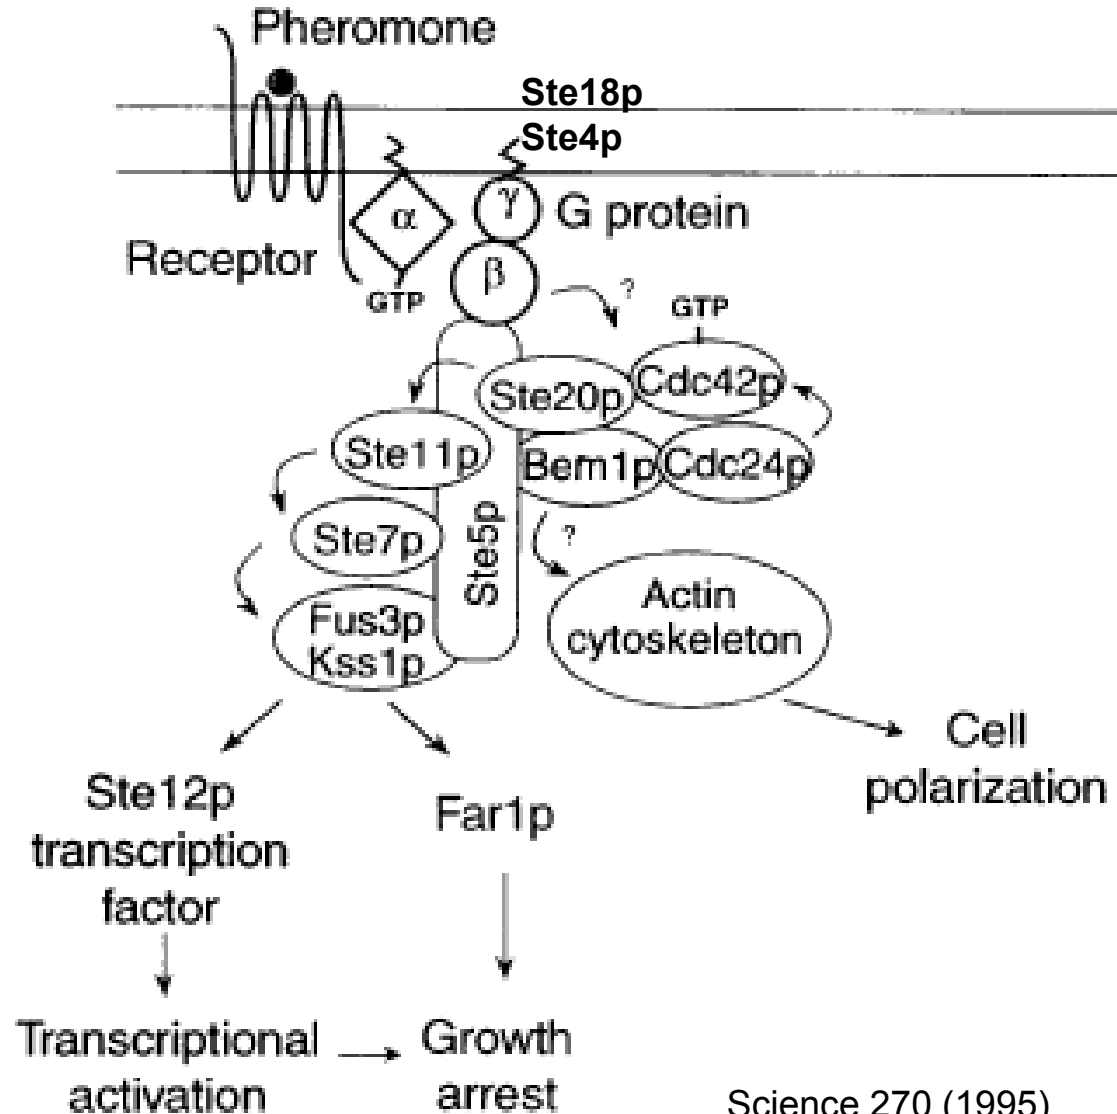 Pheromone
Ste18p
Ste4p
γ
G protein
α
Receptor
β
GTP
?
GTP
Cdc42p
Ste20p
Ste11p
Bem1p
Cdc24p
Ste7p
Ste5p
?
Actin
cytoskeleton
Fus3p
Kss1p
Cell
polarization
Ste12p
transcription
factor
Far1p
Transcriptional
activation
Growth
arrest
Science 270 (1995)